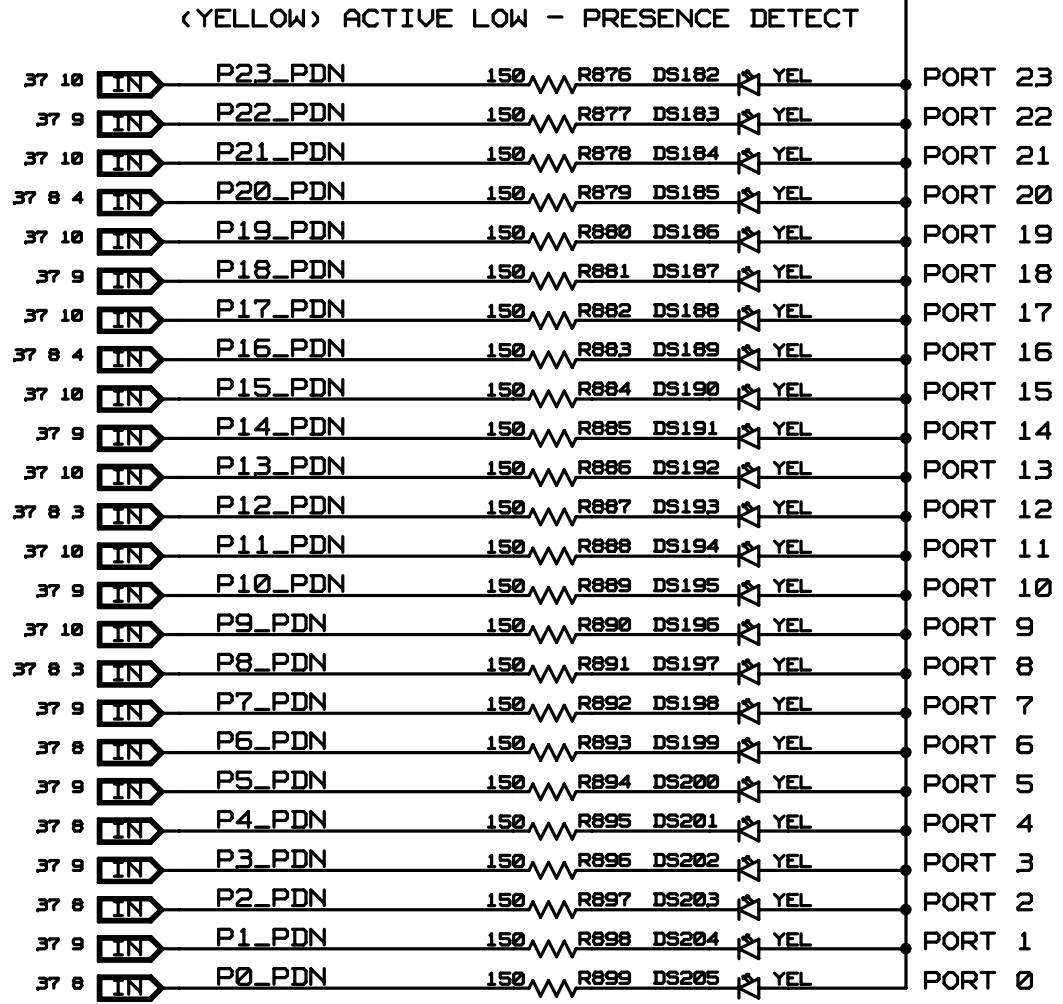 (YELLOW) ACTIVE LOW - PRESENCE DETECT
37 10 IN P23_PDN 150 R876 DS182 YEL PORT 23
37 9 IN P22_PDN 150 R877 DS183 YEL PORT 22
37 10 IN P21_PDN 150 R878 DS184 YEL PORT 21
37 8 4 IN P20_PDN 150 R879 DS185 YEL PORT 20
37 10 IN P19_PDN 150 R880 DS186 YEL PORT 19
37 9 IN P18_PDN 150 R881 DS187 YEL PORT 18
37 10 IN P17_PDN 150 R882 DS188 YEL PORT 17
37 8 4 IN P16_PDN 150 R883 DS189 YEL PORT 16
37 10 IN P15_PDN 150 R884 DS190 YEL PORT 15
37 9 IN P14_PDN 150 R885 DS191 YEL PORT 14
37 10 IN P13_PDN 150 R886 DS192 YEL PORT 13
37 8 3 IN P12_PDN 150 R887 DS193 YEL PORT 12
37 10 IN P11_PDN 150 R888 DS194 YEL PORT 11
37 9 IN P10_PDN 150 R889 DS195 YEL PORT 10
37 10 IN P9_PDN 150 R890 DS196 YEL PORT 9
37 8 3 IN P8_PDN 150 R891 DS197 YEL PORT 8
37 9 IN P7_PDN 150 R892 DS198 YEL PORT 7
37 8 IN P6_PDN 150 R893 DS199 YEL PORT 6
37 9 IN P5_PDN 150 R894 DS200 YEL PORT 5
37 8 IN P4_PDN 150 R895 DS201 YEL PORT 4
37 9 IN P3_PDN 150 R896 DS202 YEL PORT 3
37 8 IN P2_PDN 150 R897 DS203 YEL PORT 2
37 9 IN P1_PDN 150 R898 DS204 YEL PORT 1
37 8 IN P0_PDN 150 R899 DS205 YEL PORT 0